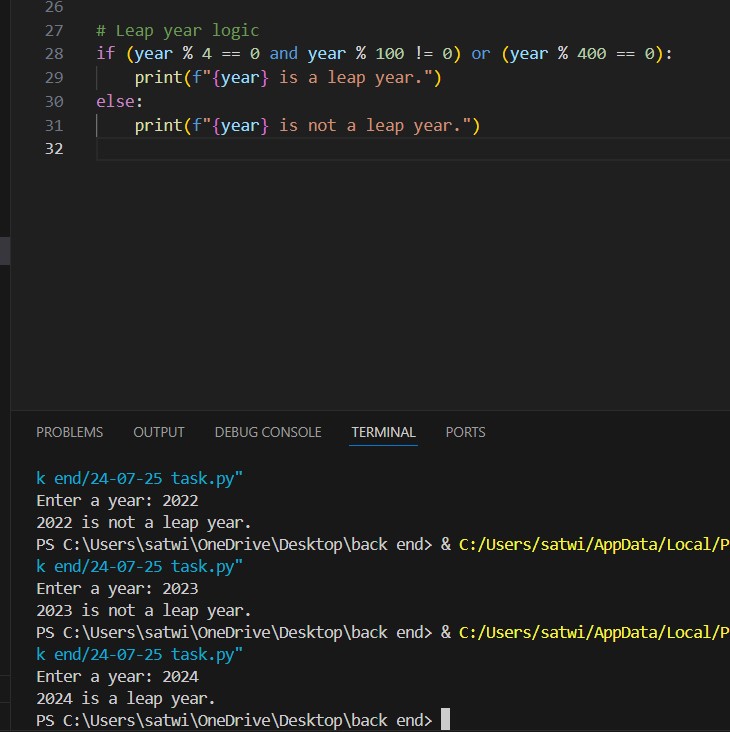 26
27 # Leap year logic
28 if (year % 4 == 0 and year % 100 != 0) or (year % 400 == 0):
29     print(f"{year} is a leap year.")
30 else:
31     print(f"{year} is not a leap year.")
32
PROBLEMS OUTPUT DEBUG CONSOLE TERMINAL PORTS
k end/24-07-25 task.py"
Enter a year: 2022
2022 is not a leap year.
PS C:\Users\satwi\OneDrive\Desktop\back end> & C:/Users/satwi/AppData/Local/P
k end/24-07-25 task.py"
Enter a year: 2023
2023 is not a leap year.
PS C:\Users\satwi\OneDrive\Desktop\back end> & C:/Users/satwi/AppData/Local/P
k end/24-07-25 task.py"
Enter a year: 2024
2024 is a leap year.
PS C:\Users\satwi\OneDrive\Desktop\back end>